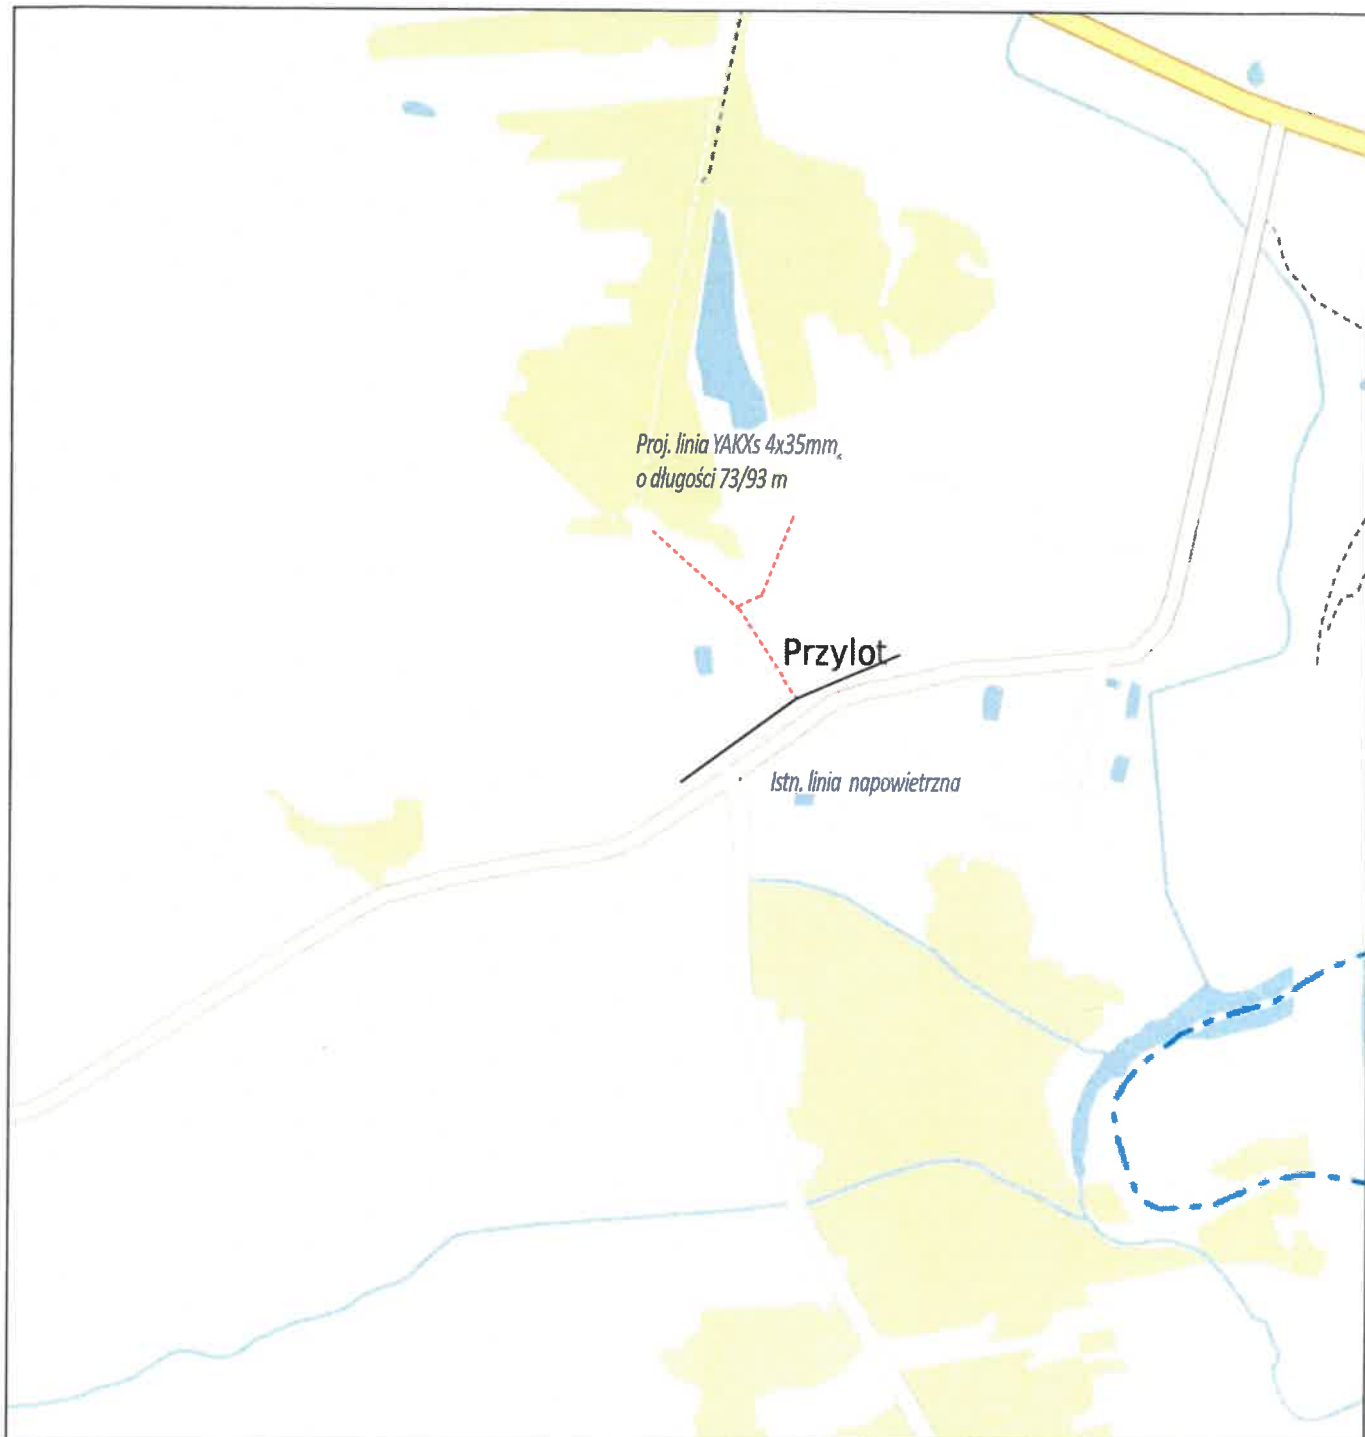 Proj. linia YAKXs 4x35mm,
o długości 73/93 m
Przylot
Istn. linia napowietrzna